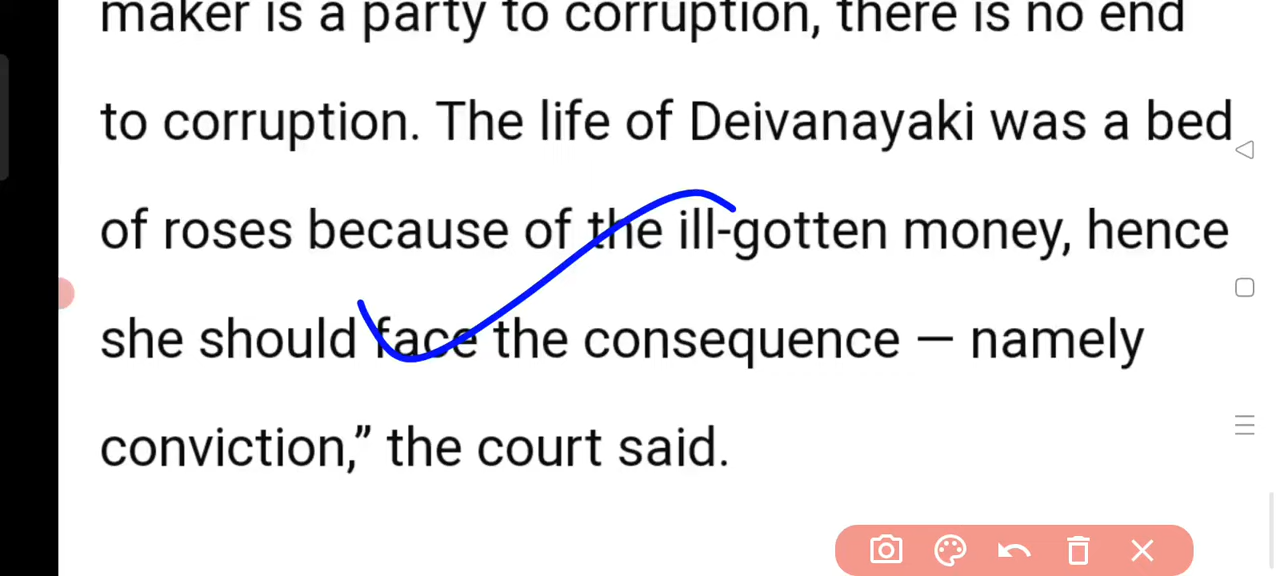 maker is a party to corruption, there is no end
to corruption. The life of Deivanayaki was a bed
of roses because of the ill-gotten money, hence
she should face the consequence — namely
conviction,” the court said.